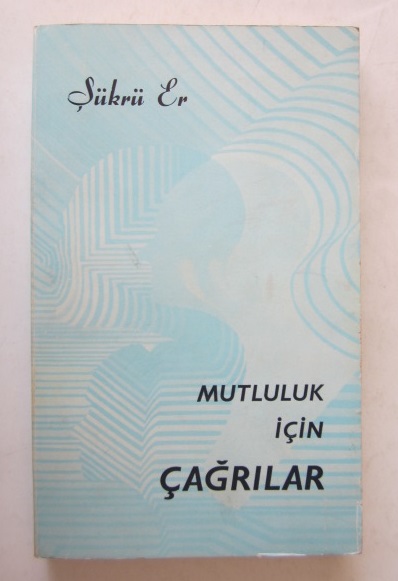 Şükrü Er
MUTLULUK
İÇİN
ÇAĞRILAR